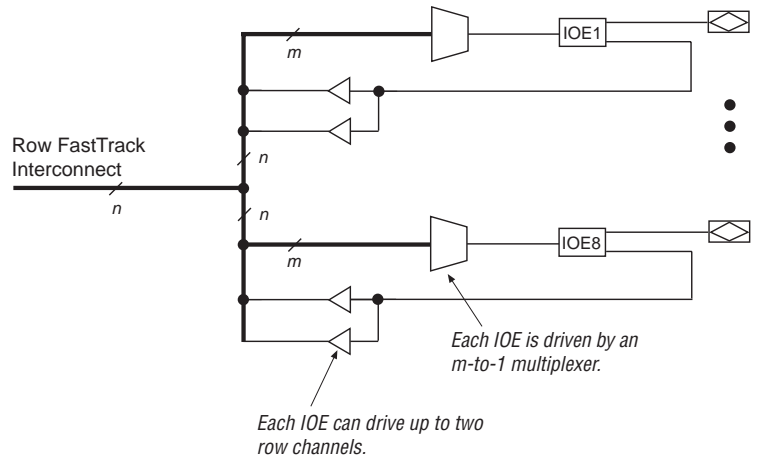 m
IOE1
Row FastTrack
Interconnect
n
n
n
m
IOE8
Each IOE is driven by an
m-to-1 multiplexer.
Each IOE can drive up to two
row channels.